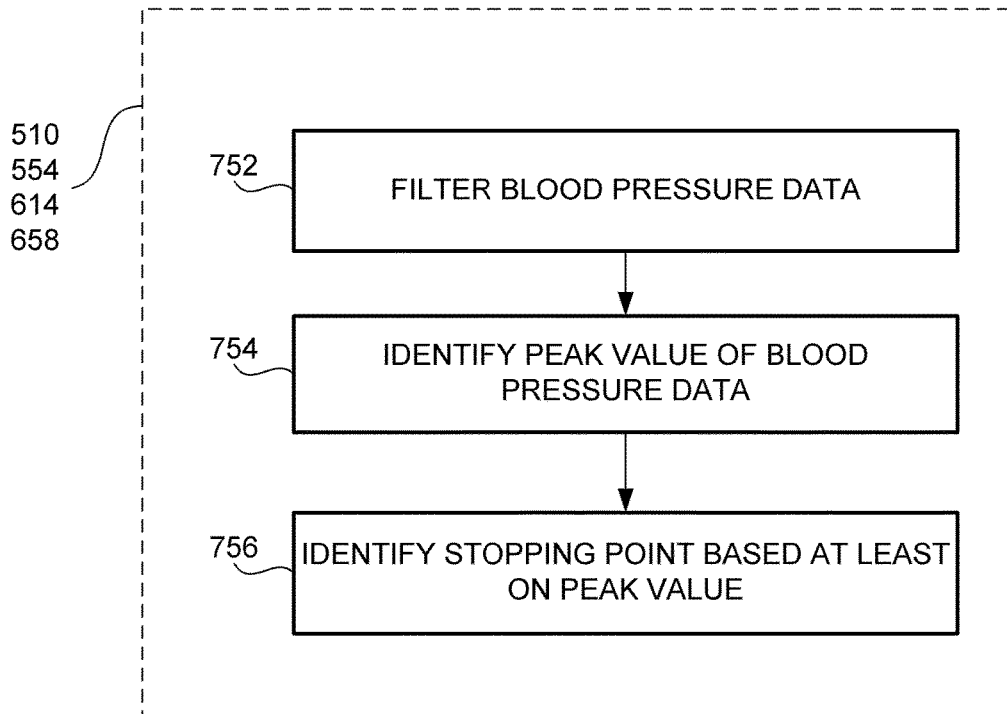 510
554
614
658
752
FILTER BLOOD PRESSURE DATA
754
IDENTIFY PEAK VALUE OF BLOOD
PRESSURE DATA
756
IDENTIFY STOPPING POINT BASED AT LEAST
ON PEAK VALUE